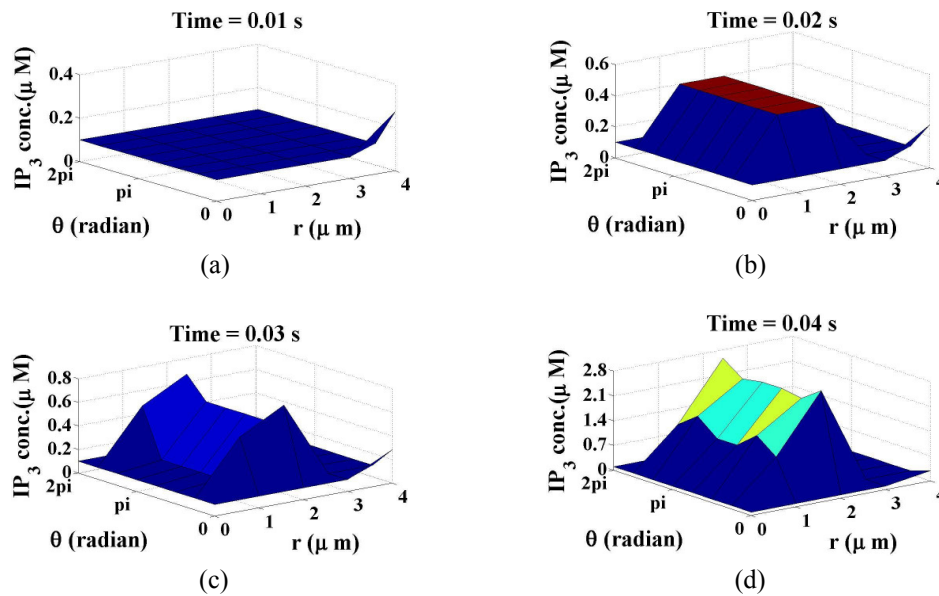 Time = 0.01 s
0.4
0.2
0
2pi
pi
0
0
1
2
3
4
IP3 conc.(μ M)
θ (radian)
r (μ m)
(a)
Time = 0.02 s
0.6
0.4
0.2
0
2pi
pi
0
0
1
2
3
4
IP3 conc.(μ M)
θ (radian)
r (μ m)
(b)
Time = 0.03 s
0.8
0.6
0.4
0.2
0
2pi
pi
0
0
1
2
3
4
IP3 conc.(μ M)
θ (radian)
r (μ m)
(c)
Time = 0.04 s
2.8
2.1
1.4
0.7
0
2pi
pi
0
0
1
2
3
4
IP3 conc.(μ M)
θ (radian)
r (μ m)
(d)